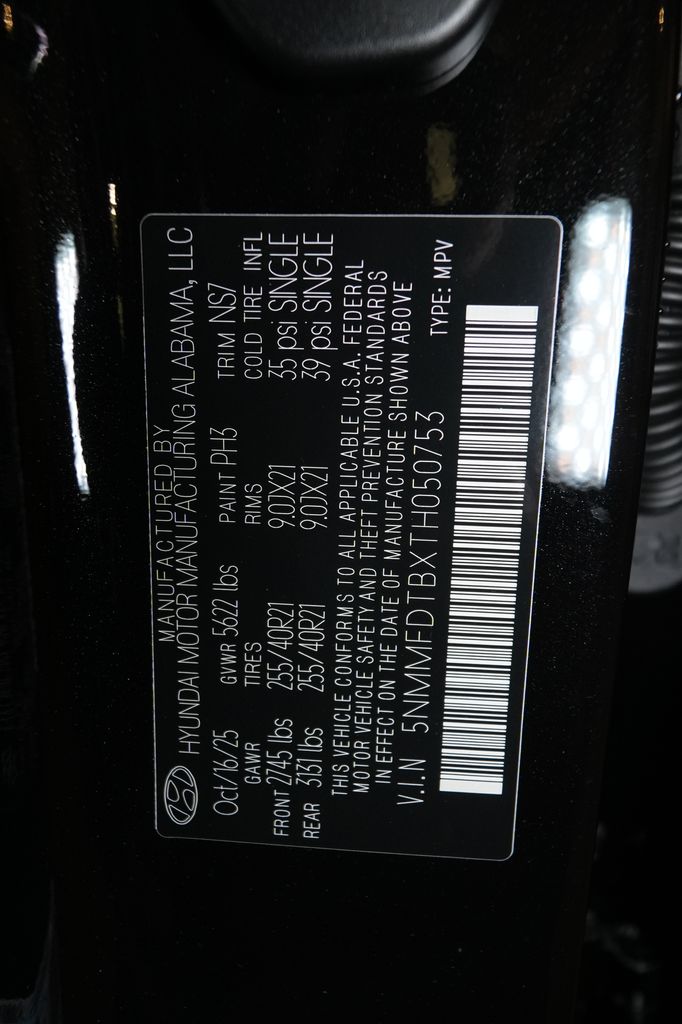 MANUFACTURED BY
HYUNDAI MOTOR MANUFACTURING ALABAMA, LLC
Oct/16/25 GVWR 5622 lbs PAINT PH3 TRIM NS7
GAWR TIRES RIMS COLD TIRE INFL
FRONT 2745 lbs 255/40R21 9.0JX21 35 psi SINGLE
REAR 3131 lbs 255/40R21 9.0JX21 39 psi SINGLE
THIS VEHICLE CONFORMS TO ALL APPLICABLE U.S.A. FEDERAL
MOTOR VEHICLE SAFETY AND THEFT PREVENTION STANDARDS
IN EFFECT ON THE DATE OF MANUFACTURE SHOWN ABOVE
V.I.N 5NMMFDTBXTH050753 TYPE: MPV